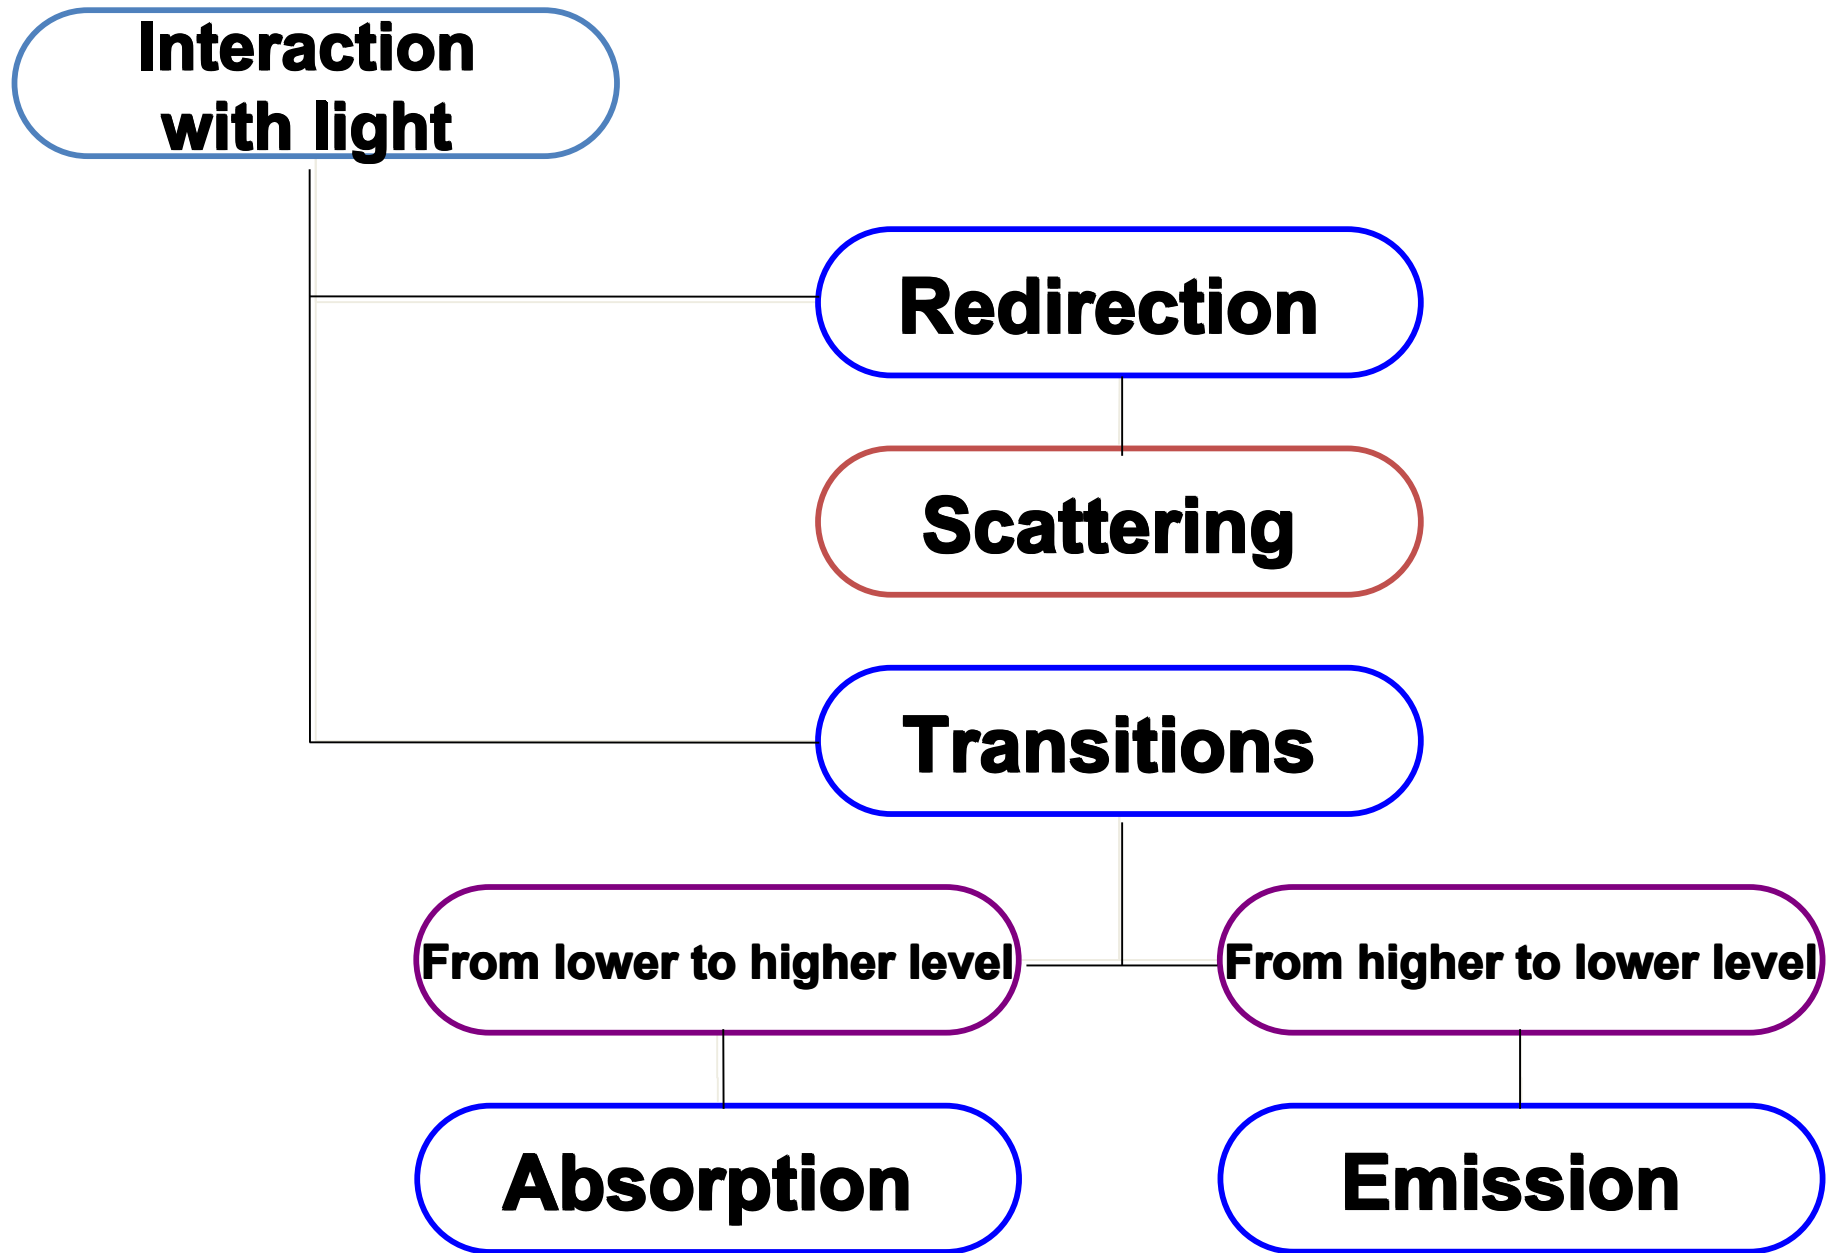 Interaction
with light
Redirection
Scattering
Transitions
From lower to higher level
From higher to lower level
Absorption
Emission